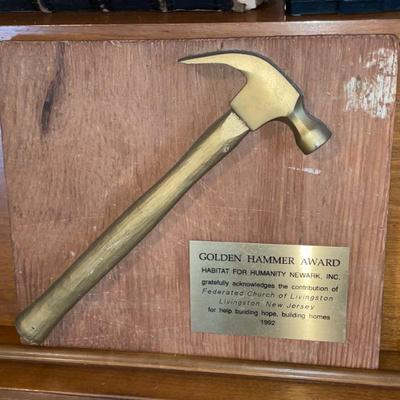 GOLDEN HAMMER AWARD
HABITAT FOR HUMANITY NEWARK, INC.
gratefully acknowledges the contribution of
Federated Church of Livingston
Livingston, New Jersey
for help building hope, building homes
1992